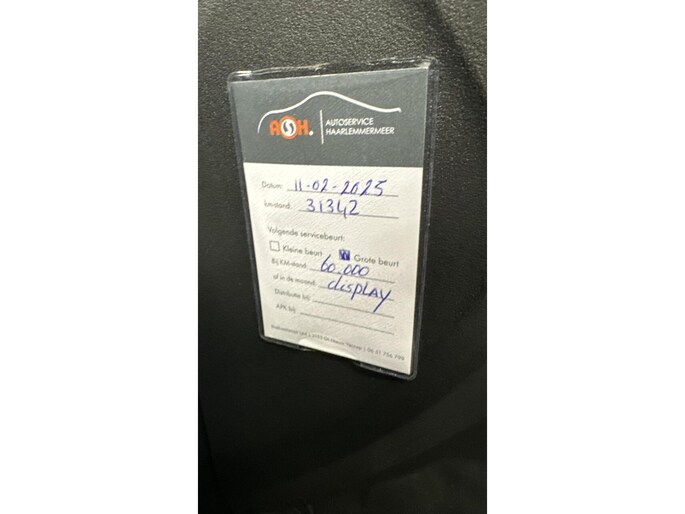 AOH. AUTOSERVICE
HAARLEMMERMEER
Datum: 11-02-2025
km-stand: 31342
Volgende servicebeurt:
Kleine beurt Grote beurt
Bij KM-stand: 60.000
of in de maand: display
Distributie bij:
APK bij: